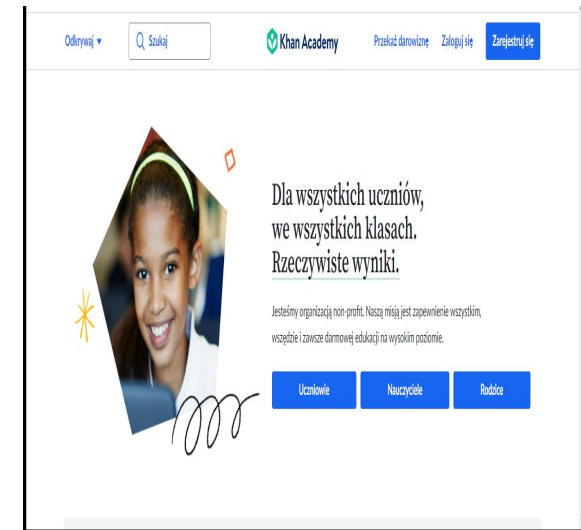 Odkrywaj
Szukaj
Khan Academy
Przekaż darowiznę
Zaloguj się
Zarejestruj się
Dla wszystkich uczniów,
we wszystkich klasach.
Rzeczywiste wyniki.
Jesteśmy organizacją non-profit. Naszą misją jest zapewnienie wszystkim,
wszędzie i zawsze darmowej edukacji na wysokim poziomie.
Uczniowie
Nauczyciele
Rodzice